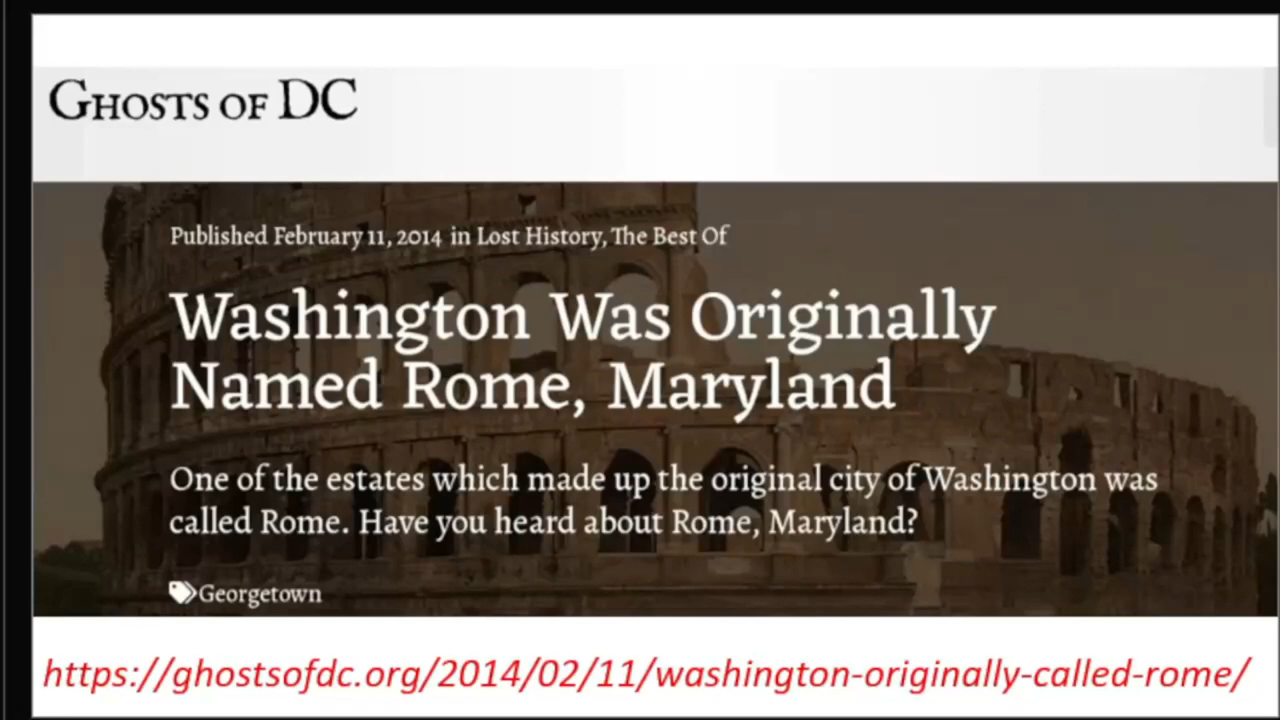 GHOSTS OF DC
Published February 11, 2014 in Lost History, The Best Of
Washington Was Originally
Named Rome, Maryland
One of the estates which made up the original city of Washington was
called Rome. Have you heard about Rome, Maryland?
Georgetown
https://ghostsofdc.org/2014/02/11/washington-originally-called-rome/